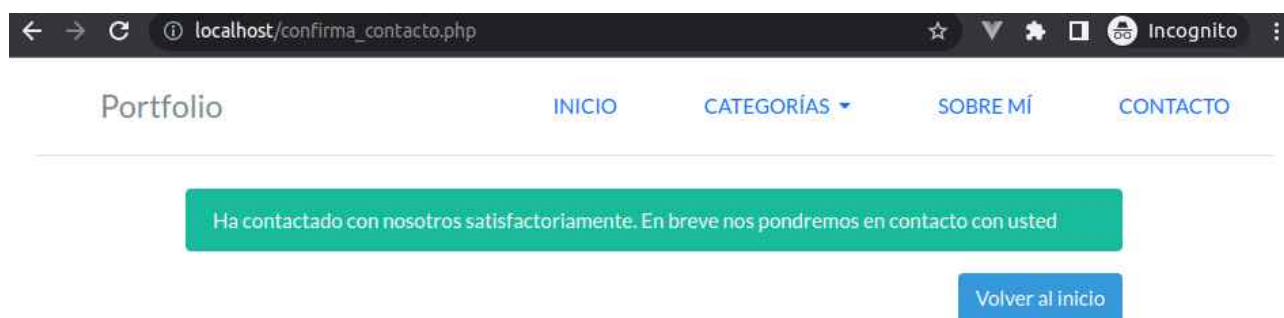 localhost/confirma_contacto.php
Incognito
Portfolio
INICIO
CATEGORÍAS
SOBRE MÍ
CONTACTO
Ha contactado con nosotros satisfactoriamente. En breve nos pondremos en contacto con usted
Volver al inicio